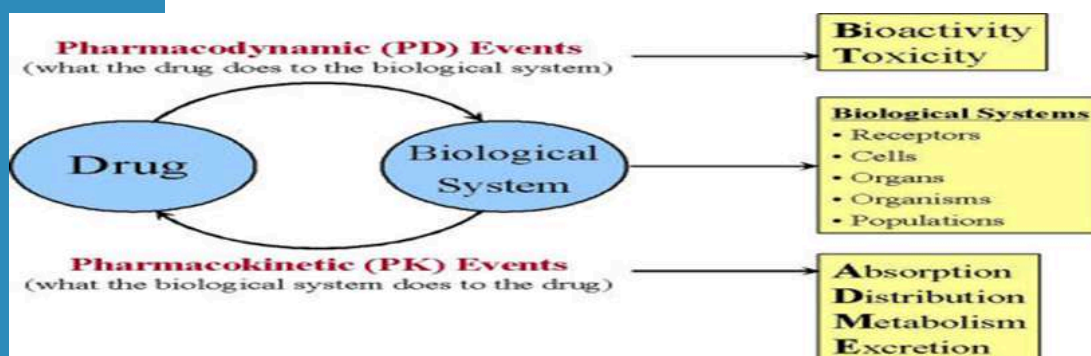 Pharmacodynamic (PD) Events
(what the drug does to the biological system)
Bioactivity
Toxicity
Drug
Biological
System
Biological Systems
• Receptors
• Cells
• Organs
• Organisms
• Populations
Pharmacokinetic (PK) Events
(what the biological system does to the drug)
Absorption
Distribution
Metabolism
Excretion